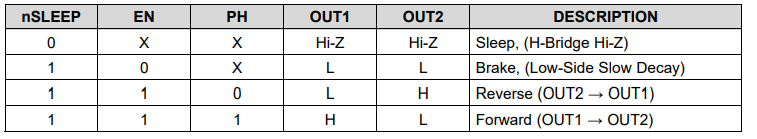 nSLEEP EN PH OUT1 OUT2 DESCRIPTION
0 X X Hi-Z Hi-Z Sleep, (H-Bridge Hi-Z)
1 0 X L L Brake, (Low-Side Slow Decay)
1 1 0 L H Reverse (OUT2 → OUT1)
1 1 1 H L Forward (OUT1 → OUT2)